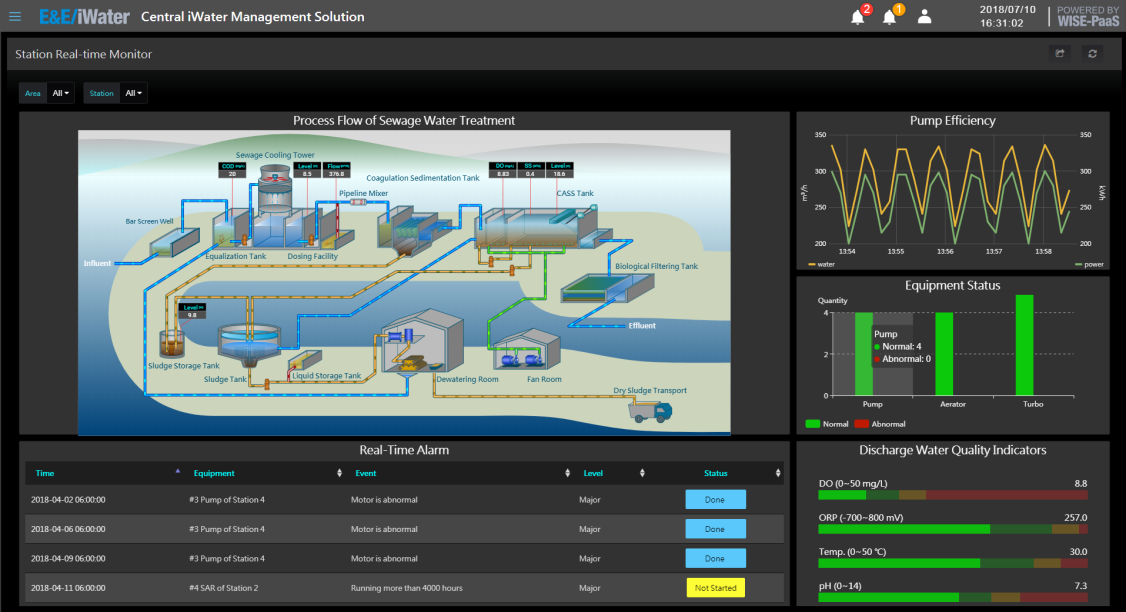 E&E/iWater Central iWater Management Solution
2
1
2018/07/10
16:31:02
POWERED BY
WISE-PaaS
Station Real-time Monitor
Area All
Station All
Process Flow of Sewage Water Treatment
Sewage Cooling Tower
COD
20
Level
8.5
Flow
376.8
Coagulation Sedimentation Tank
DO
8.83
SS
0.4
Level
18.6
Pipeline Mixer
CASS Tank
Bar Screen Well
Influent
Equalization Tank
Dosing Facility
Biological Filtering Tank
Level
9.8
Effluent
Sludge Storage Tank
Sludge Tank
Liquid Storage Tank
Dewatering Room
Fan Room
Dry Sludge Transport
Pump Efficiency
350
300
250
200
m³/h
350
300
250
200
kW/h
13:54 13:55 13:56 13:57 13:58
water power
Equipment Status
Quantity
4
2
0
Pump
Normal: 4
Abnormal: 0
Pump Aerator Turbo
Normal Abnormal
Real-Time Alarm
Time Equipment Event Level Status
2018-04-02 06:00:00 #3 Pump of Station 4 Motor is abnormal Major Done
2018-04-06 06:00:00 #3 Pump of Station 4 Motor is abnormal Major Done
2018-04-09 06:00:00 #3 Pump of Station 4 Motor is abnormal Major Done
2018-04-11 06:00:00 #4 SAR of Station 2 Running more than 4000 hours Major Not Started
Discharge Water Quality Indicators
DO (0~50 mg/L) 8.8
ORP (-700~800 mV) 257.0
Temp. (0~50 ℃) 30.0
pH (0~14) 7.3